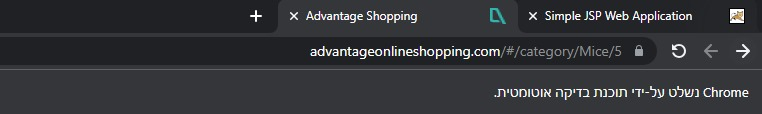 Simple JSP Web Application
Advantage Shopping
advantageonlineshopping.com/#/category/Mice/5
Chrome נשלט על-ידי תוכנת בדיקה אוטומטית.